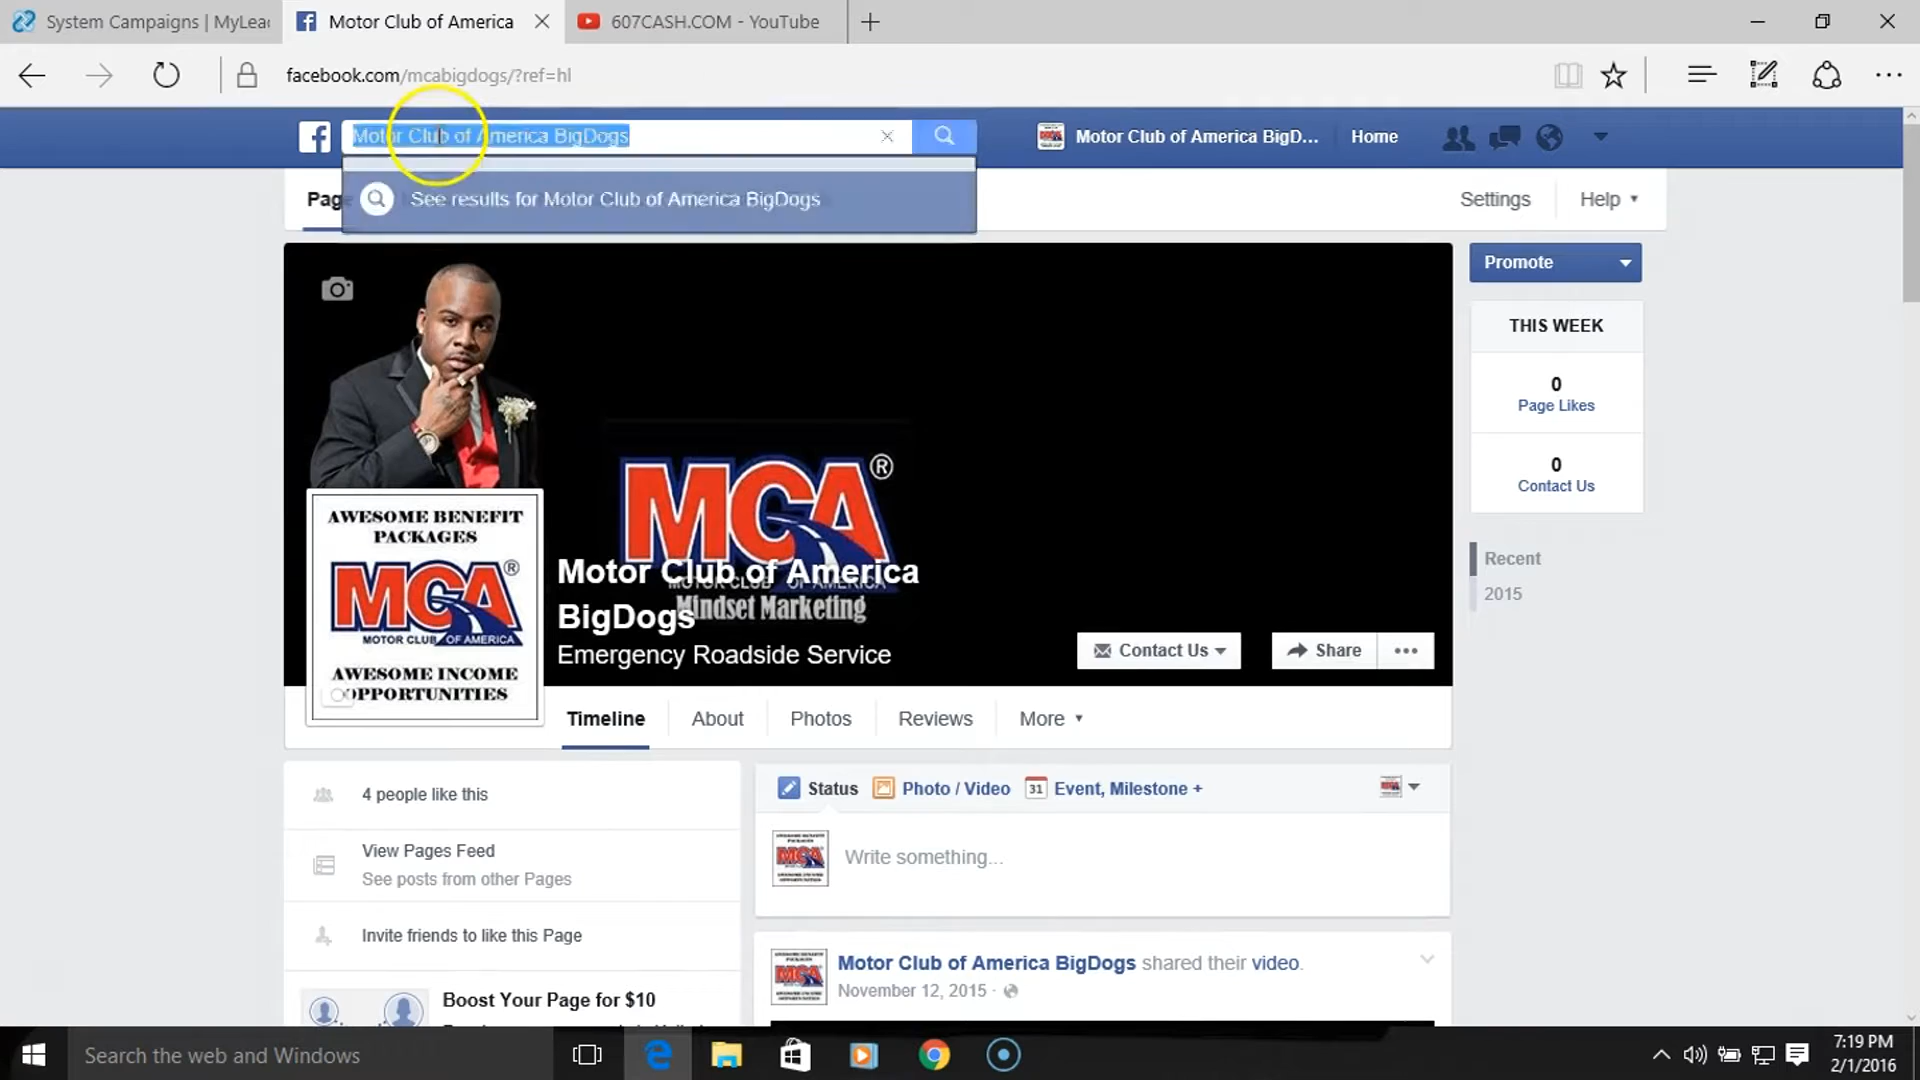 System Campaigns | MyLead
Motor Club of America
607CASH.COM - YouTube
facebook.com/mcabigdogs/?ref=hl
Motor Club of America BigDogs
Motor Club of America BigD...
Home
See results for Motor Club of America BigDogs
Page
Settings
Help
Promote
THIS WEEK
0
Page Likes
0
Contact Us
Recent
2015
AWESOME BENEFIT
PACKAGES
MCA®
MOTOR CLUB OF AMERICA
AWESOME INCOME
OPPORTUNITIES
MCA®
MOTOR CLUB OF AMERICA
Mindset Marketing
Motor Club of America
BigDogs
Emergency Roadside Service
Contact Us
Share
Timeline
About
Photos
Reviews
More
4 people like this
View Pages Feed
See posts from other Pages
Invite friends to like this Page
Boost Your Page for $10
Status
Photo / Video
31
Event, Milestone +
Write something...
Motor Club of America BigDogs shared their video.
November 12, 2015
Search the web and Windows
7:19 PM
2/1/2016